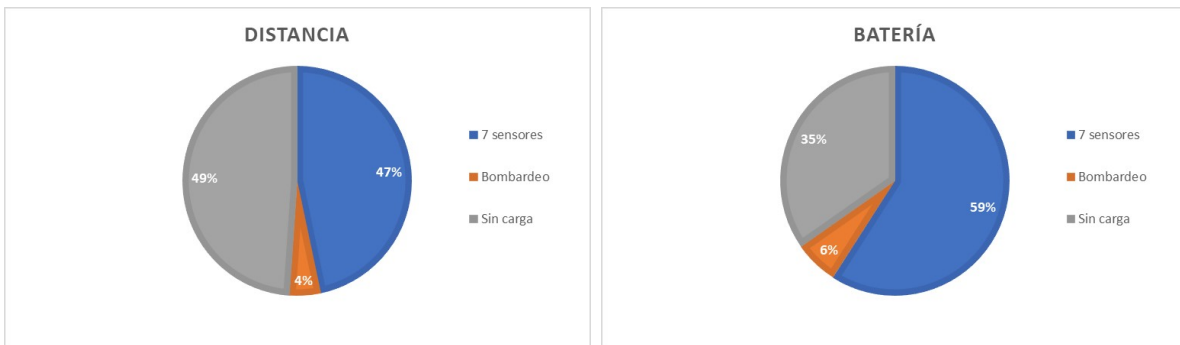 DISTANCIA
49%
47%
4%
7 sensores
Bombardeo
Sin carga
BATERÍA
35%
59%
6%
7 sensores
Bombardeo
Sin carga